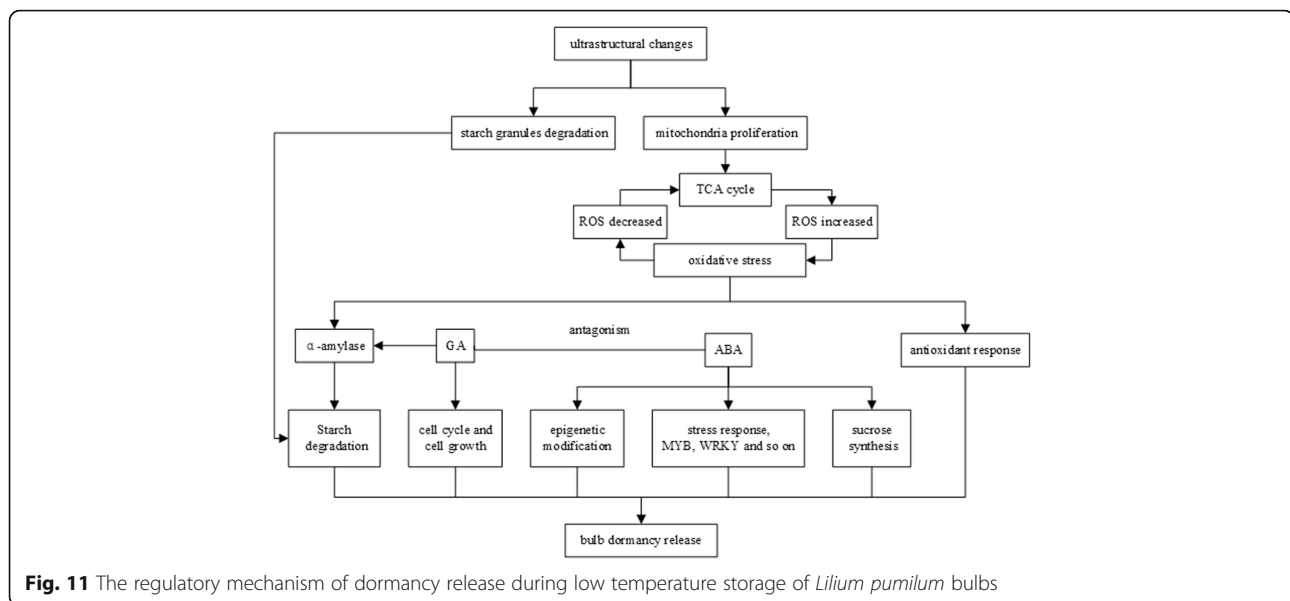 ultrastructural changes
starch granules degradation
mitochondria proliferation
TCA cycle
ROS decreased
ROS increased
oxidative stress
antagonism
α-amylase
GA
ABA
antioxidant response
Starch
degradation
cell cycle and
cell growth
epigenetic
modification
stress response,
MYB, WRKY and so on
sucrose
synthesis
bulb dormancy release
Fig. 11 The regulatory mechanism of dormancy release during low temperature storage of Lilium pumilum bulbs